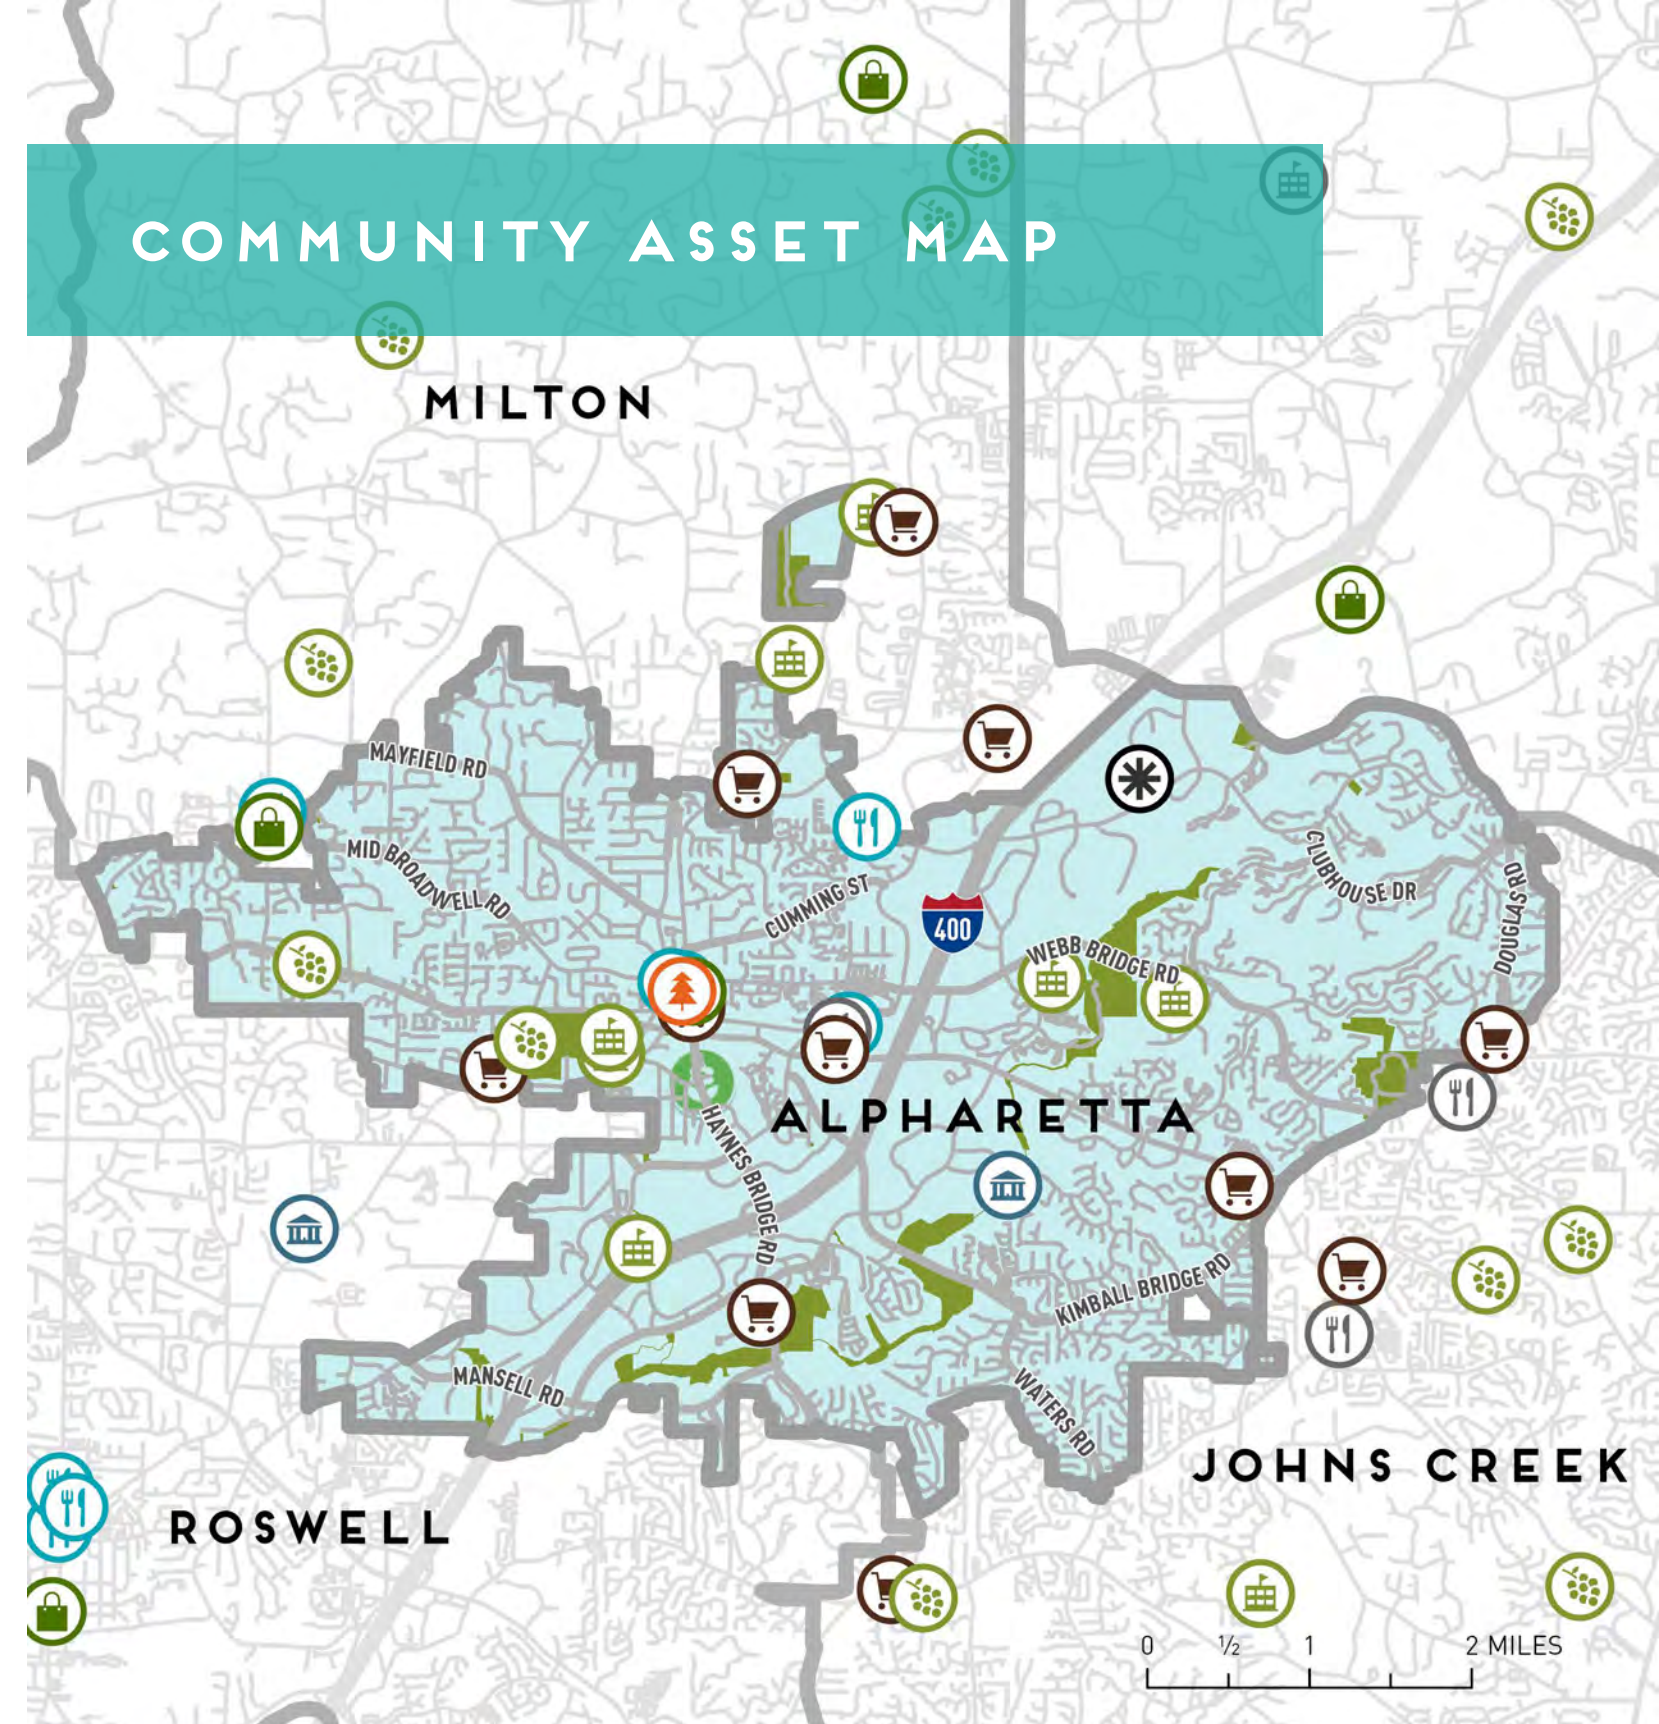 COMMUNITY ASSET MAP
MILTON
MAYFIELD RD
MID BROADWELL RD
CUMMING ST
400
CLUBHOUSE DR
DOUGLAS RD
WEBB BRIDGE RD
ALPHARETTA
HAYNES BRIDGE RD
KIMBALL BRIDGE RD
MANSELL RD
WATERS RD
JOHNS CREEK
ROSWELL
0 ½ 1 2 MILES